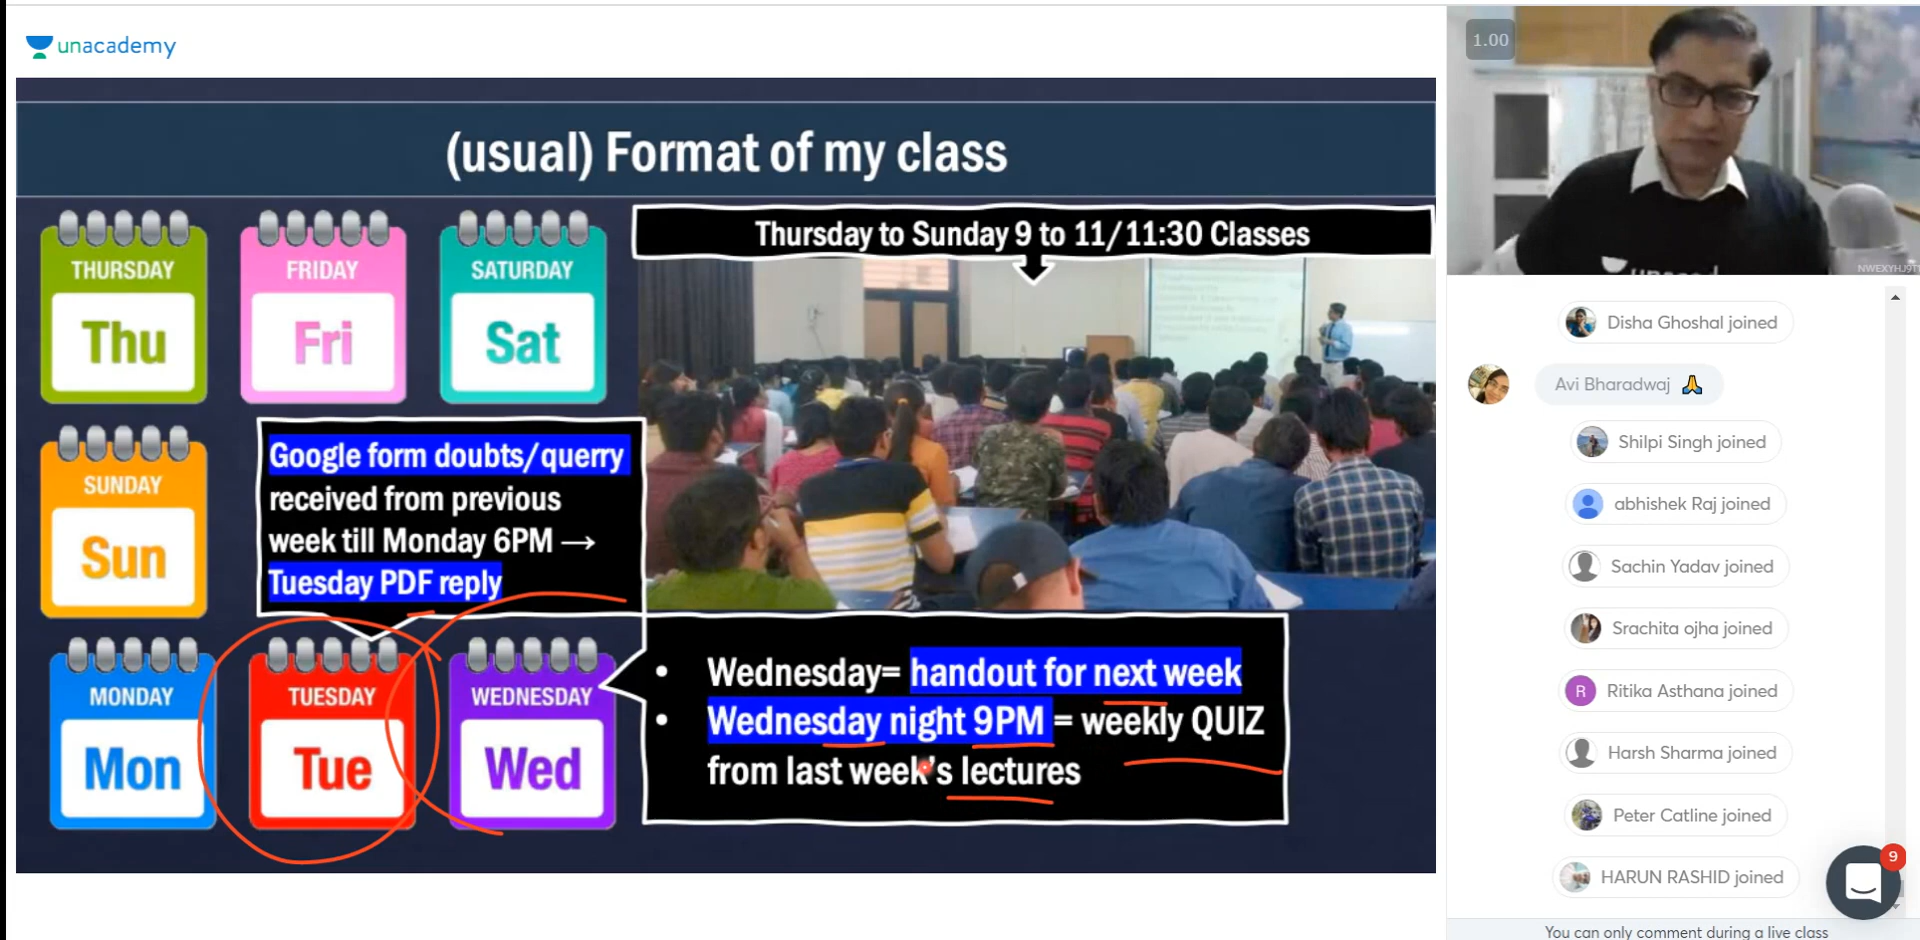 unacademy
(usual) Format of my class
THURSDAY
Thu
FRIDAY
Fri
SATURDAY
Sat
Thursday to Sunday 9 to 11/11:30 Classes
SUNDAY
Sun
Google form doubts/querry
received from previous
week till Monday 6PM →
Tuesday PDF reply
MONDAY
Mon
TUESDAY
Tue
WEDNESDAY
Wed
• Wednesday= handout for next week
• Wednesday night 9PM = weekly QUIZ
from last week's lectures
1.00
Disha Ghoshal joined
Avi Bharadwaj 🙏
Shilpi Singh joined
abhishek Raj joined
Sachin Yadav joined
Srachita ojha joined
R Ritika Asthana joined
Harsh Sharma joined
Peter Catline joined
HARUN RASHID joined
9
You can only comment during a live class